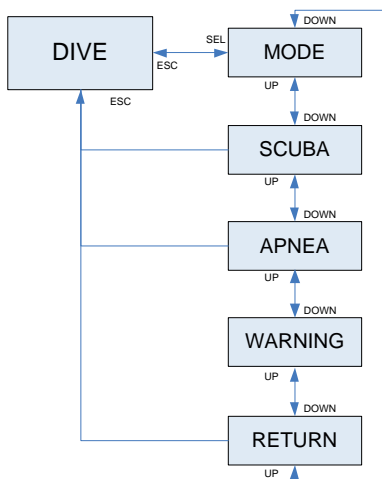 DOWN
DIVE
SEL
MODE
ESC
UP
ESC
DOWN
SCUBA
UP
DOWN
APNEA
UP
DOWN
WARNING
UP
DOWN
RETURN
UP